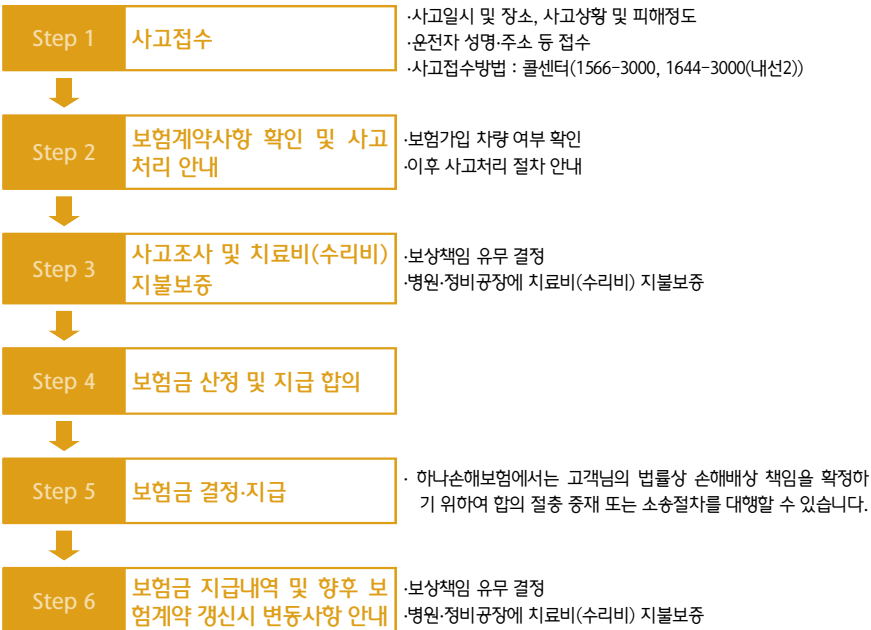 Step 1
사고접수
·사고일시 및 장소, 사고상황 및 피해정도
·운전자 성명·주소 등 접수
·사고접수방법 : 콜센터(1566-3000, 1644-3000(내선2))
Step 2
보험계약사항 확인 및 사고
처리 안내
·보험가입 차량 여부 확인
·이후 사고처리 절차 안내
Step 3
사고조사 및 치료비(수리비)
지불보증
·보상책임 유무 결정
·병원·정비공장에 치료비(수리비) 지불보증
Step 4
보험금 산정 및 지급 합의
Step 5
보험금 결정·지급
· 하나손해보험에서는 고객님의 법률상 손해배상 책임을 확정하
기 위하여 합의 절충 중재 또는 소송절차를 대행할 수 있습니다.
Step 6
보험금 지급내역 및 향후 보
험계약 갱신시 변동사항 안내
·보상책임 유무 결정
·병원·정비공장에 치료비(수리비) 지불보증